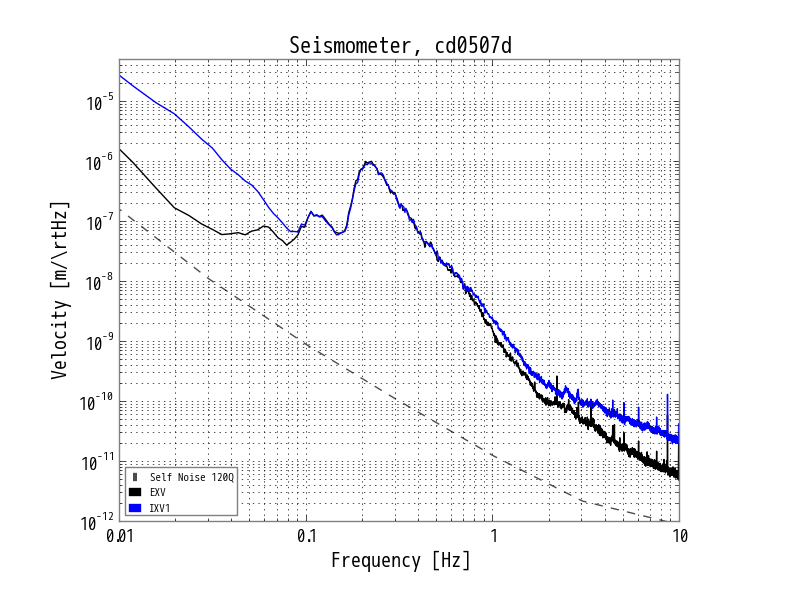 Seismometer, cd0507d
Velocity [m/\rtHz]
10^-5
10^-6
10^-7
10^-8
10^-9
10^-10
10^-11
10^-12
Self Noise 120Q
EXV
IXV1
0.01
0.1
1
10
Frequency [Hz]